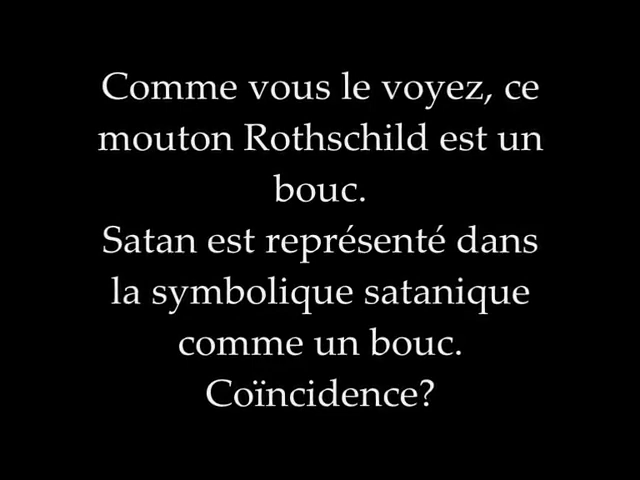 Comme vous le voyez, ce
mouton Rothschild est un
bouc.
Satan est représenté dans
la symbolique satanique
comme un bouc.
Coïncidence?